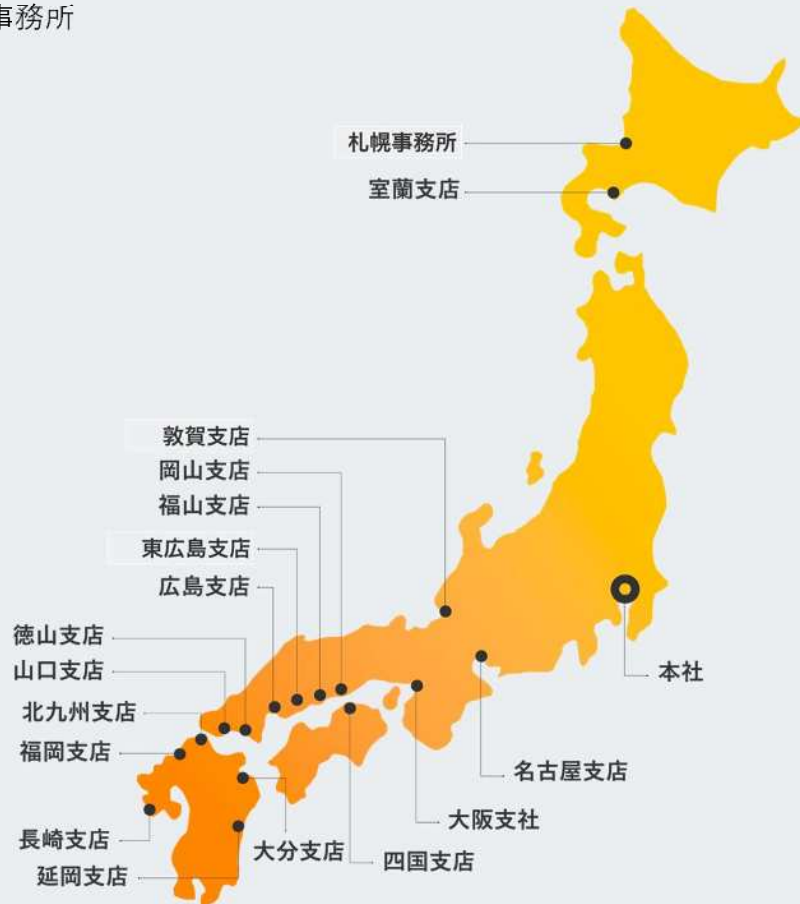 事務所
札幌事務所
室蘭支店
敦賀支店
岡山支店
福山支店
東広島支店
広島支店
徳山支店
山口支店
北九州支店
福岡支店
長崎支店
延岡支店
大分支店
四国支店
大阪支社
名古屋支店
本社